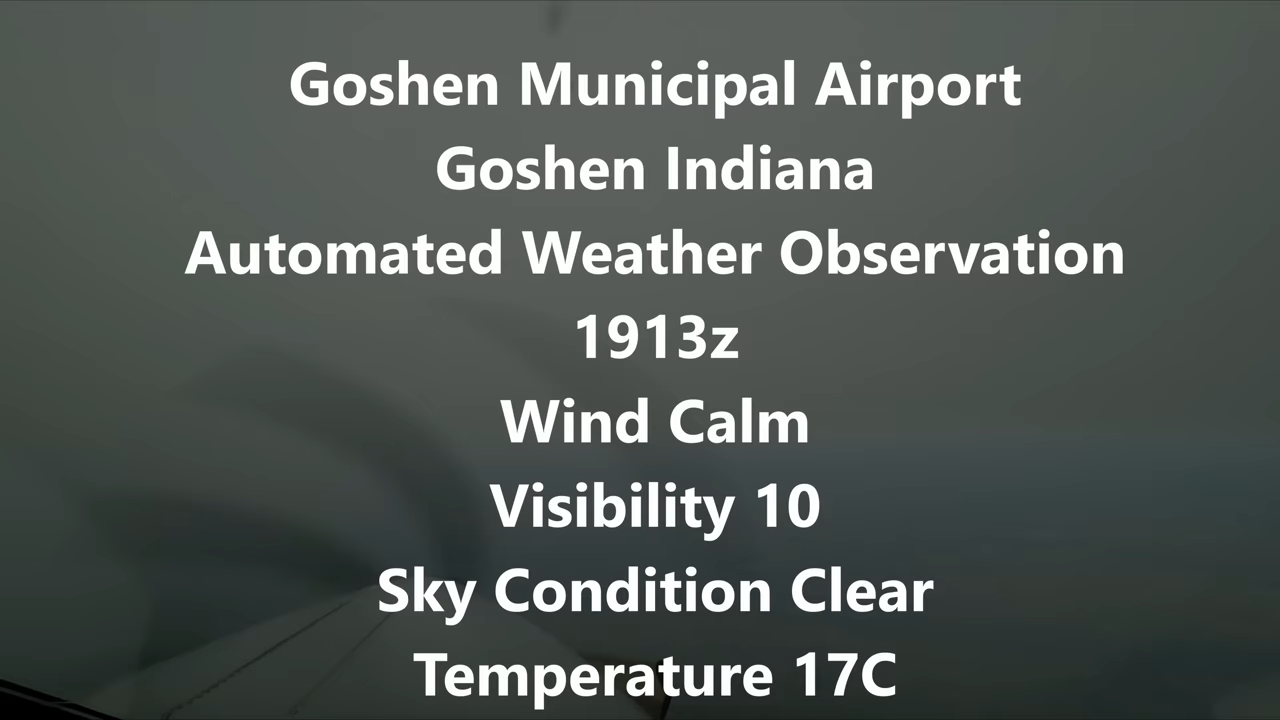 Goshen Municipal Airport
Goshen Indiana
Automated Weather Observation
1913z
Wind Calm
Visibility 10
Sky Condition Clear
Temperature 17C